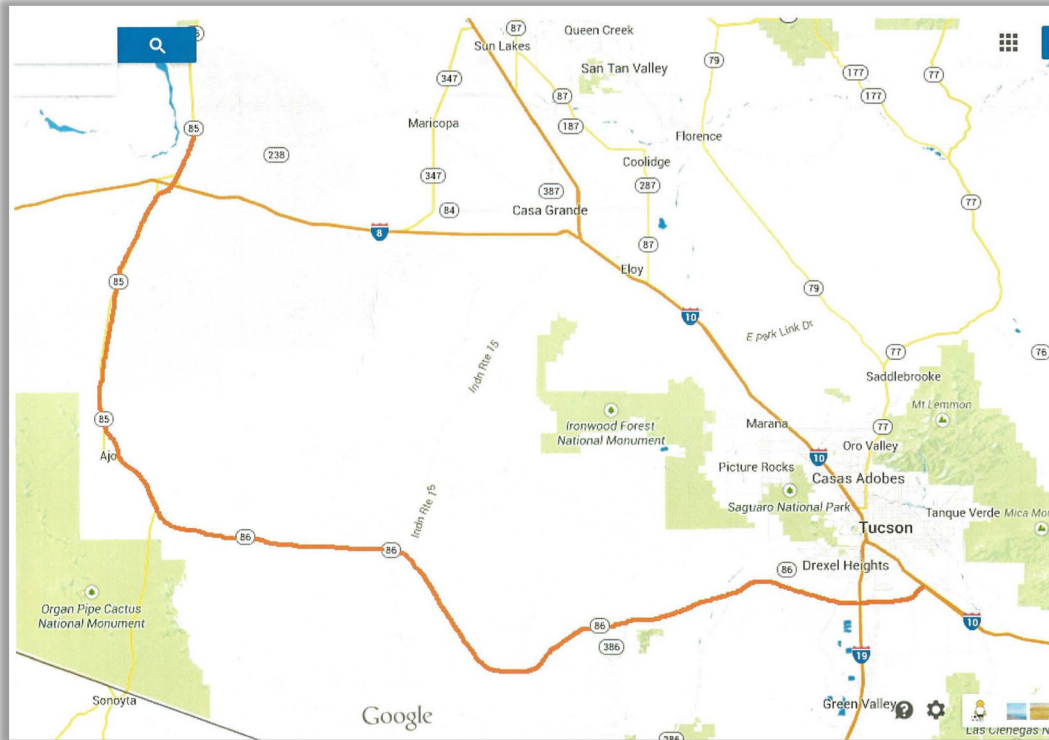 87
Queen Creek
Sun Lakes
79
177
77
San Tan Valley
347
87
177
85
Maricopa
187
Florence
238
Coolidge
347
387
287
84
Casa Grande
77
8
87
Eloy
85
79
10
E Park Link Dr
Indn Rte 15
77
76
Saddlebrooke
Mt Lemmon
85
Ironwood Forest
National Monument
Marana
77
Oro Valley
Ajo
10
Picture Rocks
Casas Adobes
Saguaro National Park
Indn Rte 15
Tanque Verde
Tucson
86
86
Drexel Heights
86
Organ Pipe Cactus
National Monument
86
386
10
19
Sonoyta
Green Valley
?
Google
286